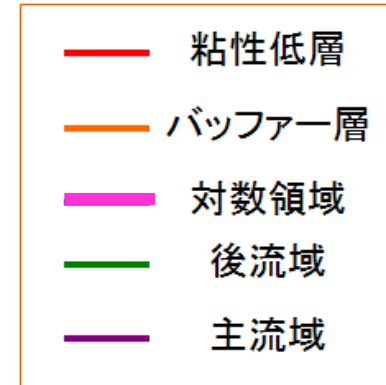 粘性低層
バッファー層
対数領域
後流域
主流域